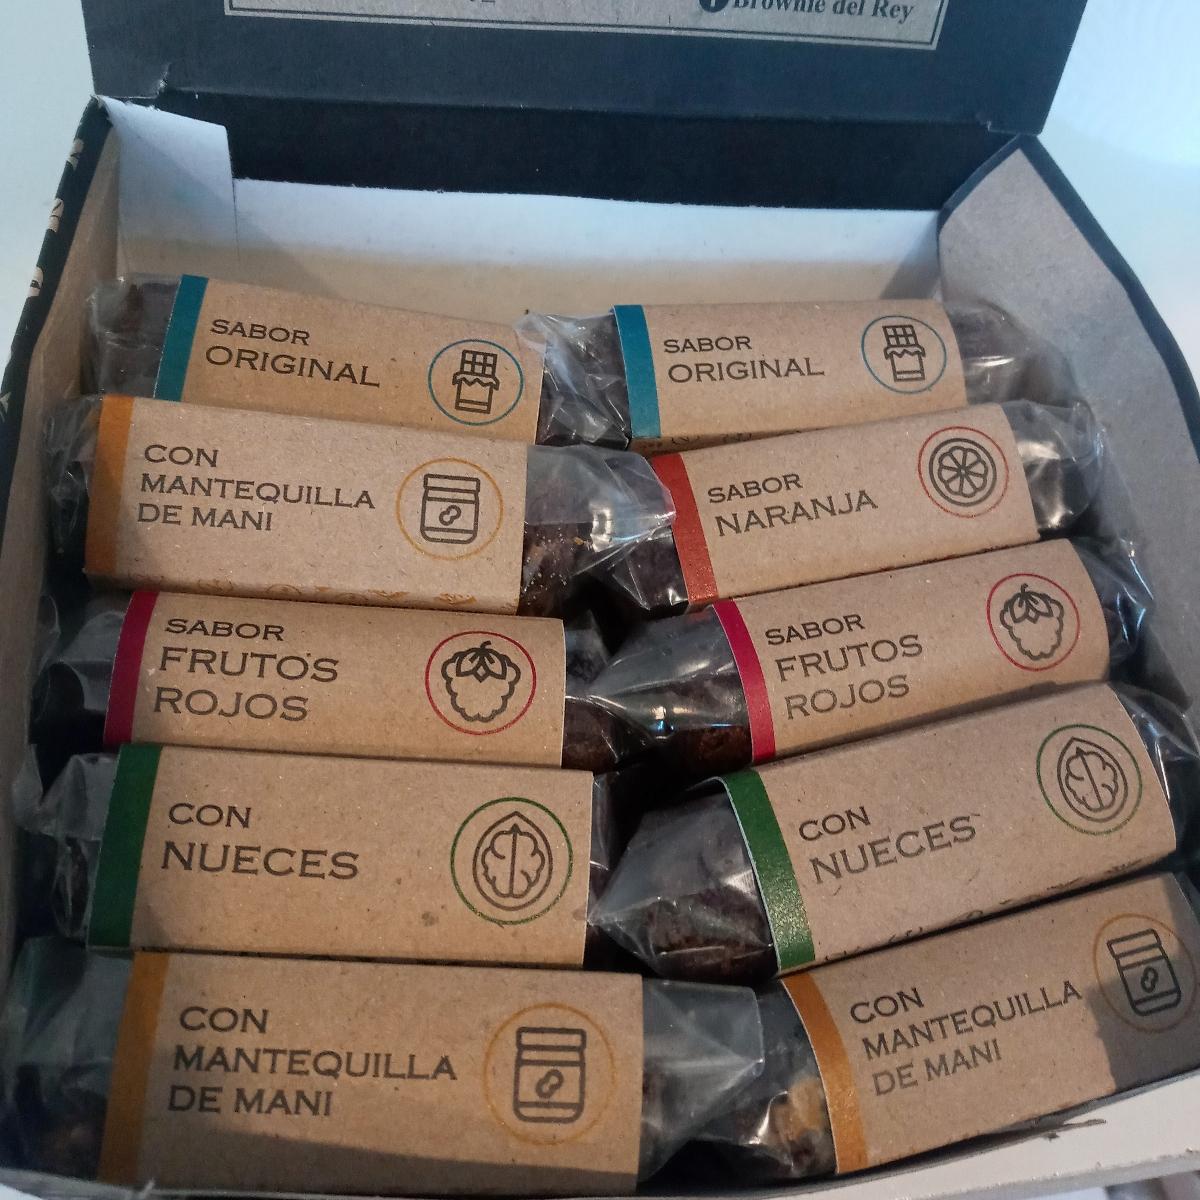 Brownie del Rey
SABOR
ORIGINAL
SABOR
ORIGINAL
CON
MANTEQUILLA
DE MANI
SABOR
NARANJA
SABOR
FRUTOS
ROJOS
SABOR
FRUTOS
ROJOS
CON
NUECES
CON
NUECES
CON
MANTEQUILLA
DE MANI
CON
MANTEQUILLA
DE MANI